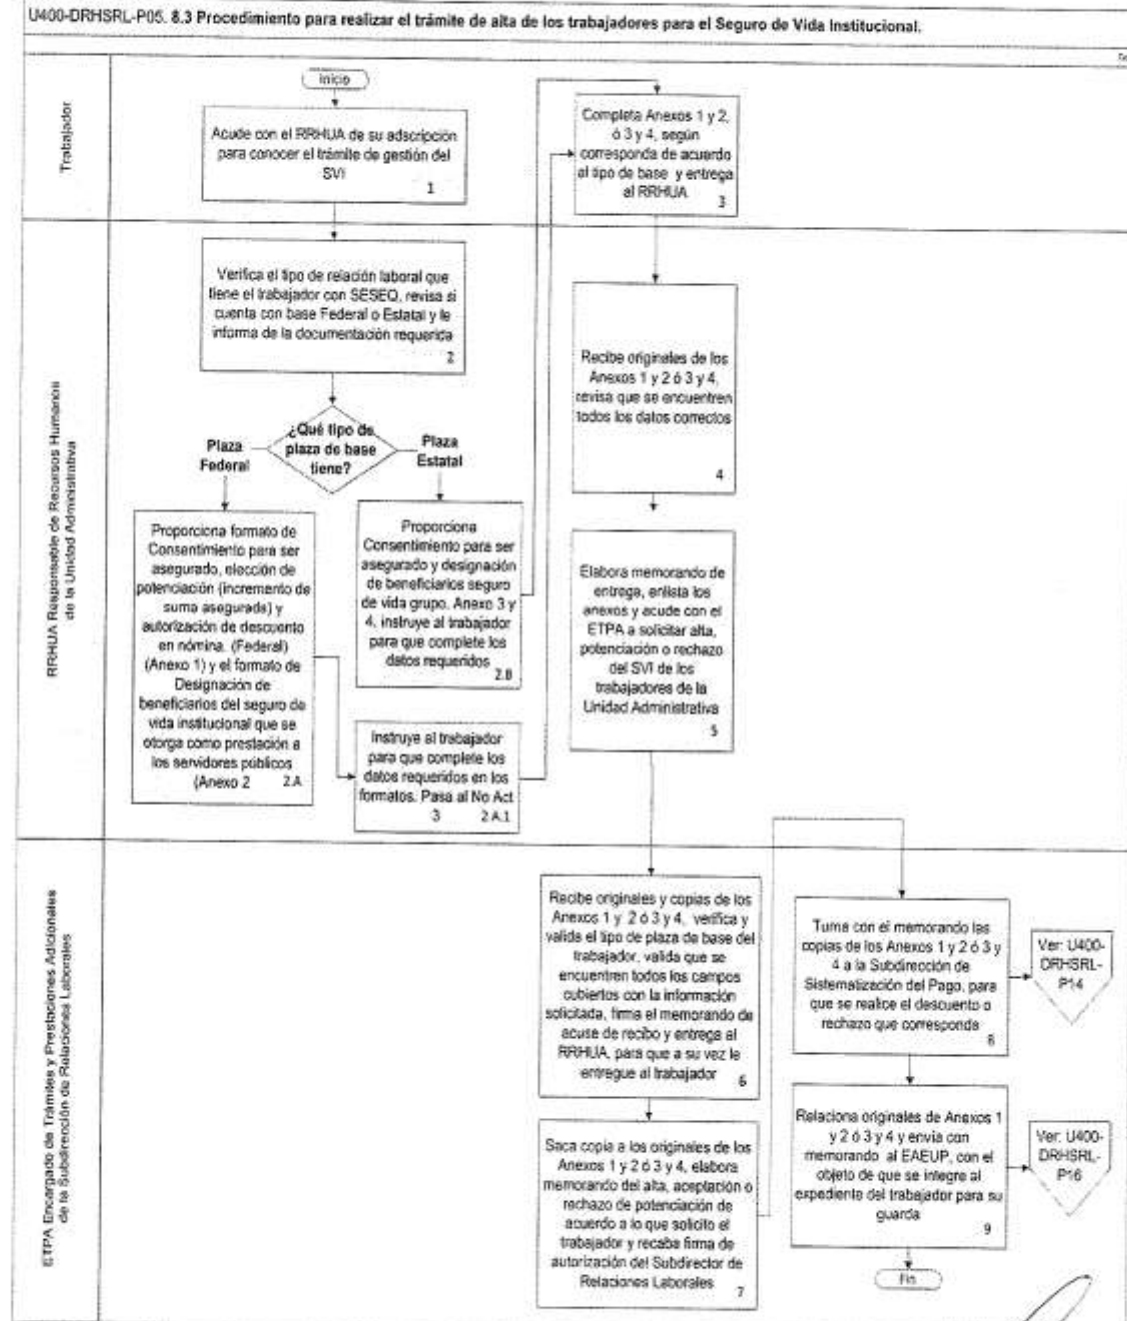 U400-DRHSRL-P05. 8.3 Procedimiento para realizar el trámite de alta de los trabajadores para el Seguro de Vida Institucional.
Trabajador
Inicio
Acude con el RRHUA de su adscripción
para conocer el trámite de gestión del
SVI
1
Completa Anexos 1 y 2,
ó 3 y 4, según
corresponda de acuerdo
al tipo de base y entrega
al RRHUA
3
RRHUA Responsable de Recursos Humanos
de la Unidad Administrativa
Verifica el tipo de relación laboral que
tiene el trabajador con SESEQ, revisa si
cuenta con base Federal o Estatal y le
informa de la documentación requerida
2
¿Qué tipo de
plaza de base
tiene?
Plaza
Federal
Plaza
Estatal
Proporciona formato de
Consentimiento para ser
asegurado, elección de
potenciación (incremento de
suma asegurada) y
autorización de descuento
en nómina. (Federal)
(Anexo 1) y el formato de
Designación de
beneficiarios del seguro de
vida institucional que se
otorga como prestación a
los servidores públicos
(Anexo 2 2.A
Proporciona
Consentimiento para ser
asegurado y designación
de beneficiarios seguro
de vida grupo. Anexo 3 y
4, instruye al trabajador
para que complete los
datos requeridos
2.B
Instruye al trabajador
para que complete los
datos requeridos en los
formatos. Pasa al No Act
3 2 A.1
Recibe originales de los
Anexos 1 y 2 ó 3 y 4,
revisa que se encuentren
todos los datos correctos
4
Elabora memorando de
entrega, enlista los
anexos y acude con el
ETPA a solicitar alta,
potenciación o rechazo
del SVI de los
trabajadores de la
Unidad Administrativa
5
ETPA Encargado de Trámites y Prestaciones Adicionales
de la Subdirección de Relaciones Laborales
Recibe originales y copias de los
Anexos 1 y 2 ó 3 y 4, verifica y
valida el tipo de plaza de base del
trabajador, valida que se
encuentren todos los campos
cubiertos con la información
solicitada, firma el memorando de
acuse de recibo y entrega al
RRHUA, para que a su vez le
entregue al trabajador
6
Saca copia a los originales de los
Anexos 1 y 2 ó 3 y 4, elabora
memorando del alta, aceptación o
rechazo de potenciación de
acuerdo a lo que solicito el
trabajador y recaba firma de
autorización del Subdirector de
Relaciones Laborales
7
Turna con el memorando las
copias de los Anexos 1 y 2 ó 3 y
4 a la Subdirección de
Sistematización del Pago, para
que se realice el descuento o
rechazo que corresponda
8
Ver: U400-
DRHSRL-
P14
Relaciona originales de Anexos 1
y 2 ó 3 y 4 y envía con
memorando al EAEUP, con el
objeto de que se integre al
expediente del trabajador para su
guarda
9
Ver: U400-
DRHSRL-
P16
Fin